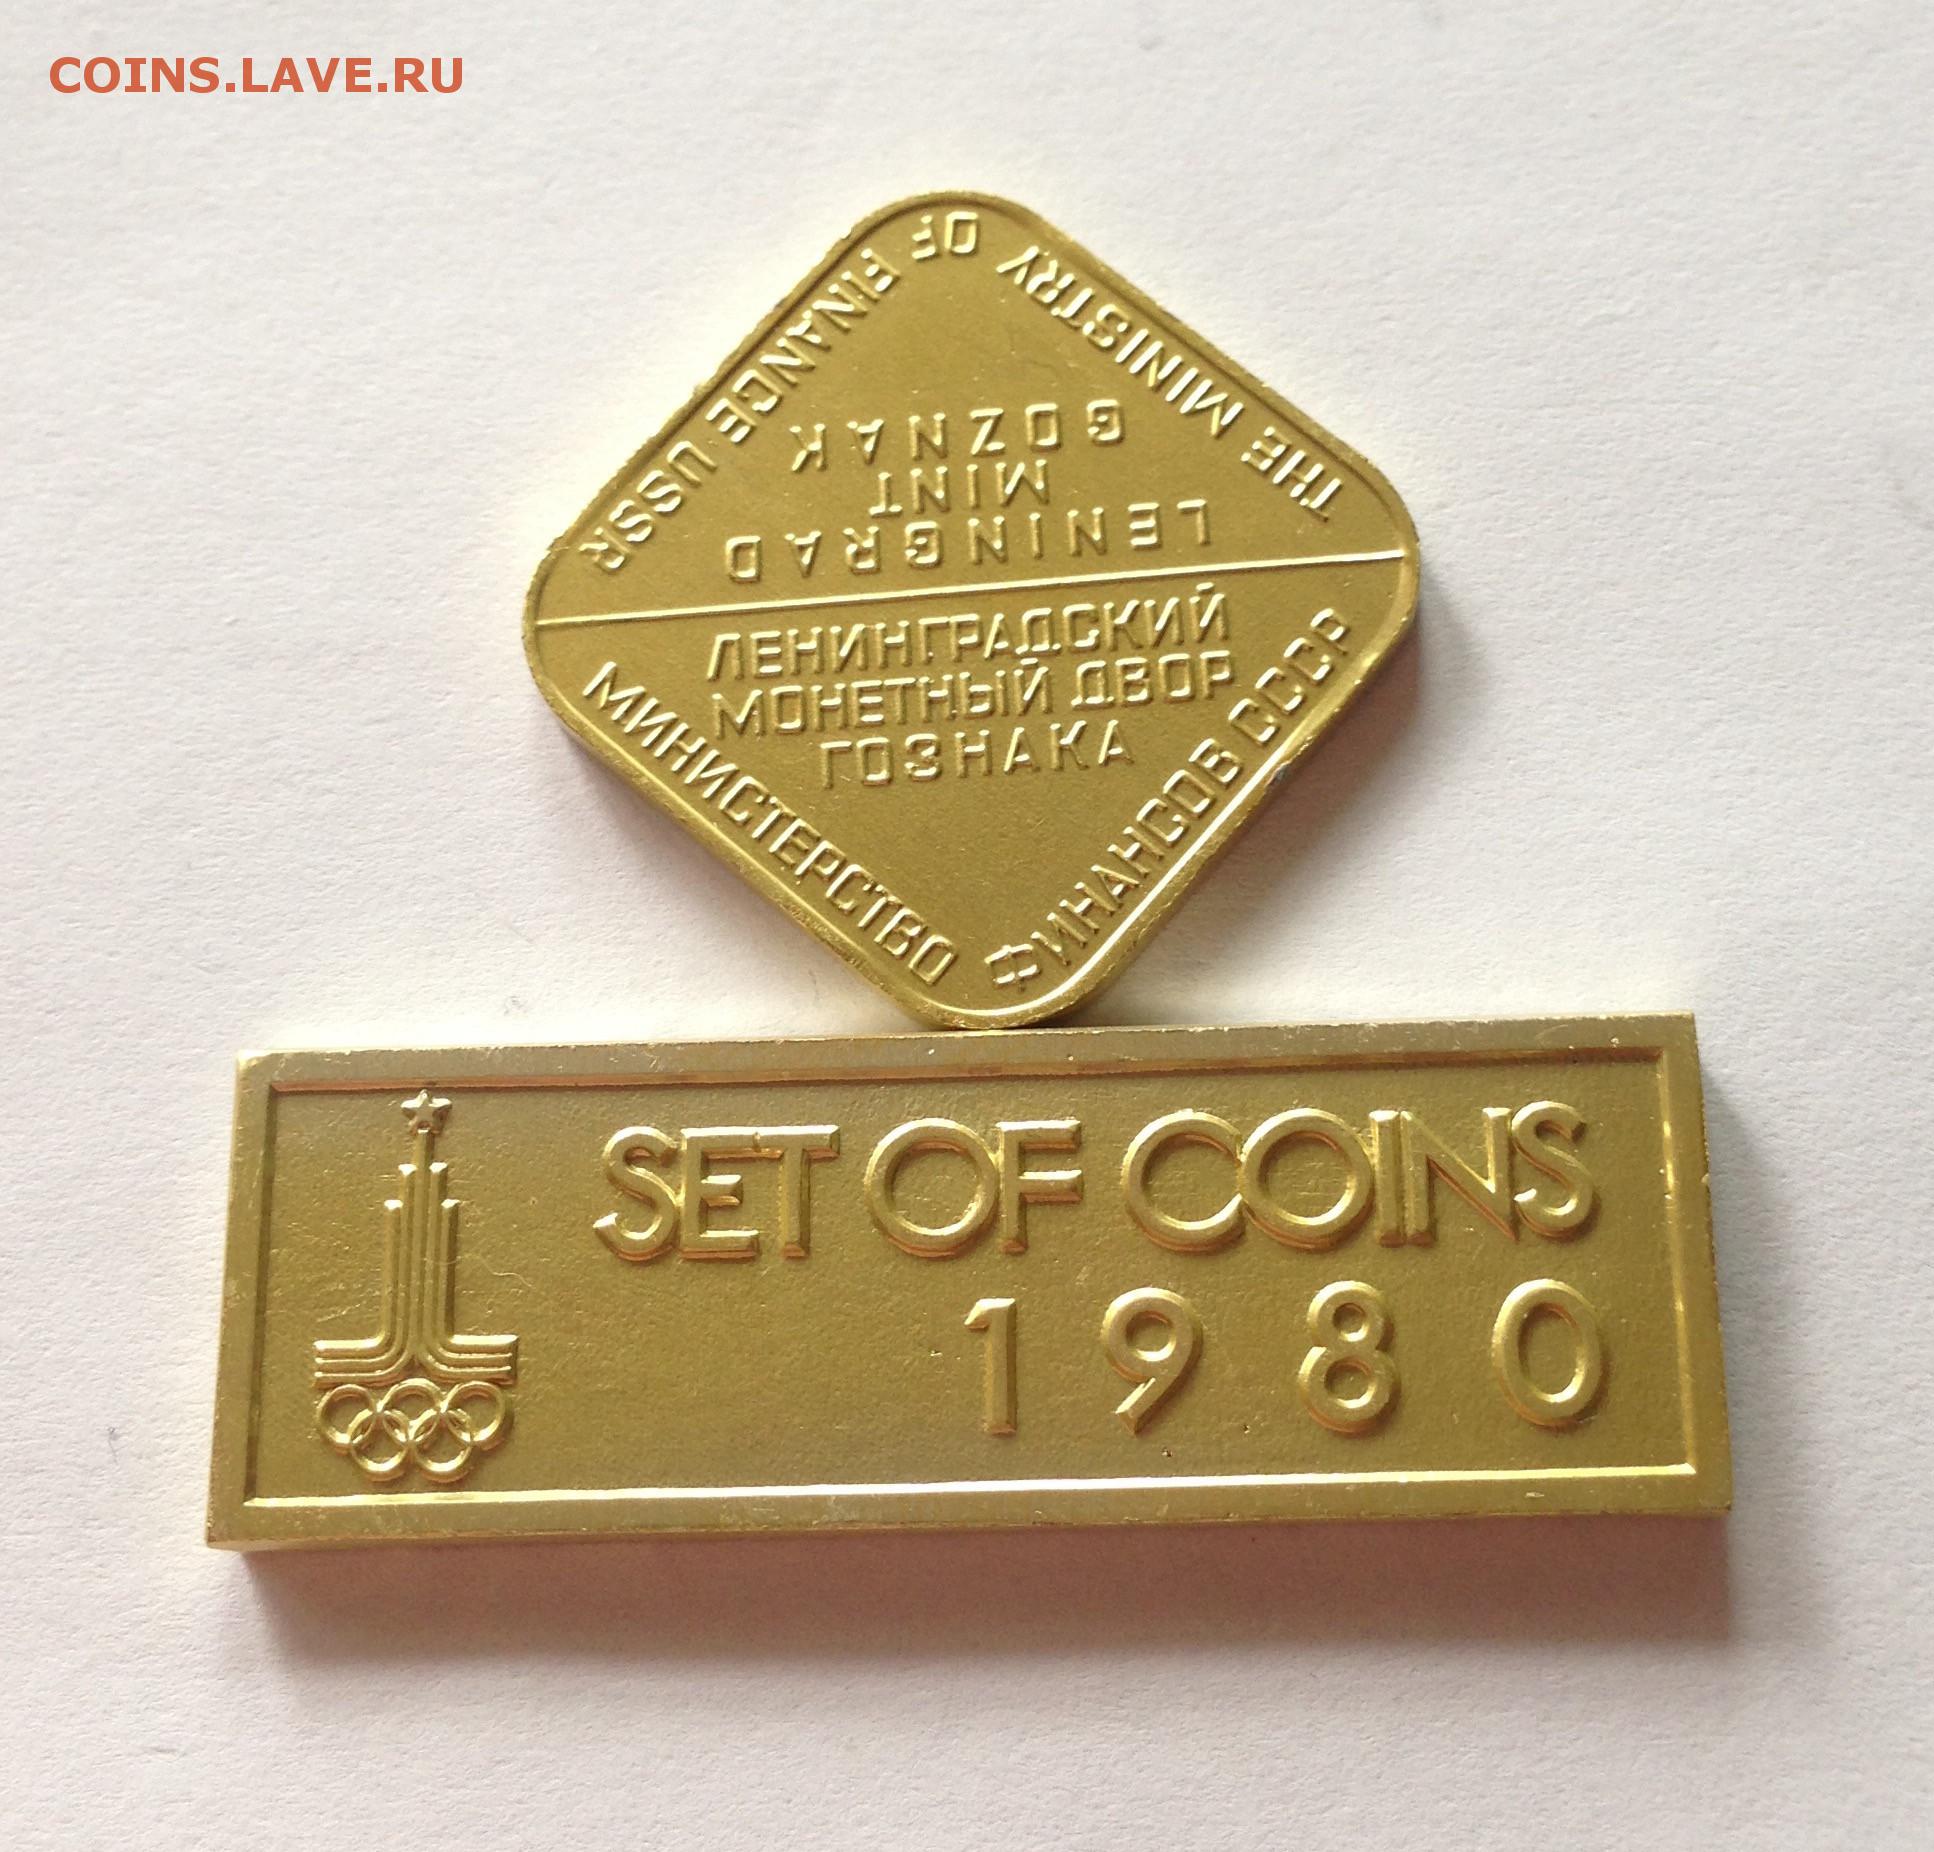 COINS.LAVE.RU
THE MINISTRY OF FINANCE USSR
LENINGRAD
MINT
GOZNAK
ЛЕНИНГРАДСКИЙ
МОНЕТНЫЙ ДВОР
ГОЗНАКА
МИНИСТЕРСТВО ФИНАНСОВ СССР
SET OF COINS
1980